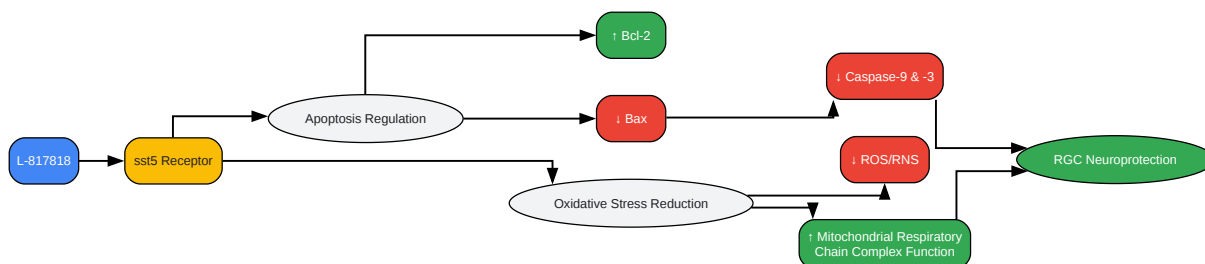 L-817818
sst5 Receptor
Apoptosis Regulation
↑ Bcl-2
↓ Bax
↓ Caspase-9 & -3
Oxidative Stress Reduction
↓ ROS/RNS
↑ Mitochondrial Respiratory
Chain Complex Function
RGC Neuroprotection